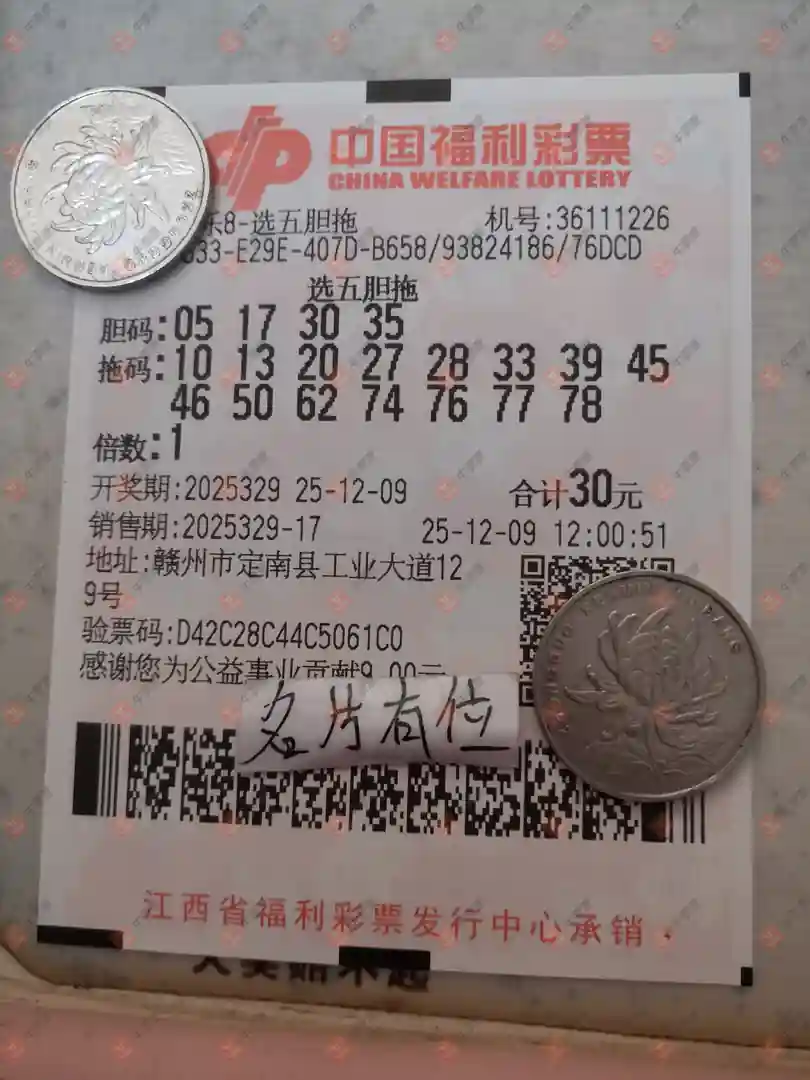 中国福利彩票
CHINA WELFARE LOTTERY
乐8-选五胆拖 机号:36111226
033-E29E-407D-B658/93824186/76DCD
选五胆拖
胆码:05 17 30 35
拖码:10 13 20 27 28 33 39 45
46 50 62 74 76 77 78
倍数:1
开奖期:2025329 25-12-09 合计30元
销售期:2025329-17 25-12-09 12:00:51
地址:赣州市定南县工业大道12
9号
验票码:D42C28C44C5061C0
感谢您为公益事业贡献9.00元
名片有位
江西省福利彩票发行中心承销